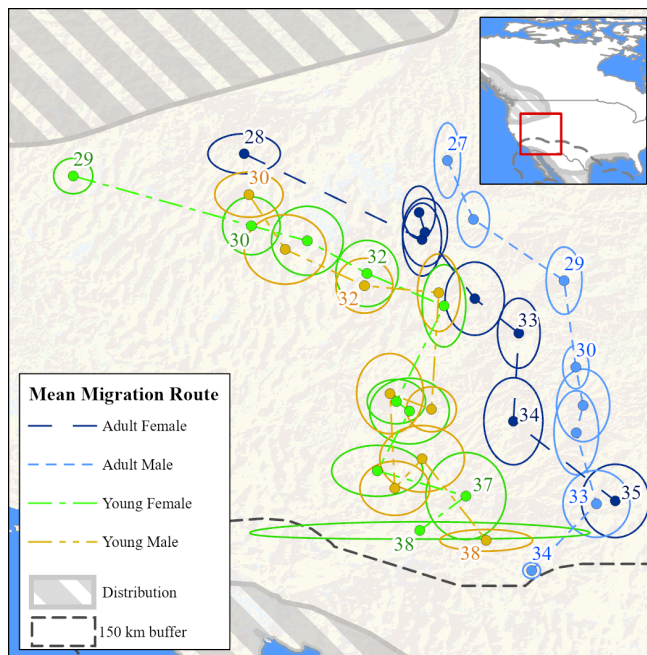 27
28
29
30
30
32
32
29
33
30
34
33
35
37
38
38
34
Mean Migration Route
Adult Female
Adult Male
Young Female
Young Male
Distribution
150 km buffer